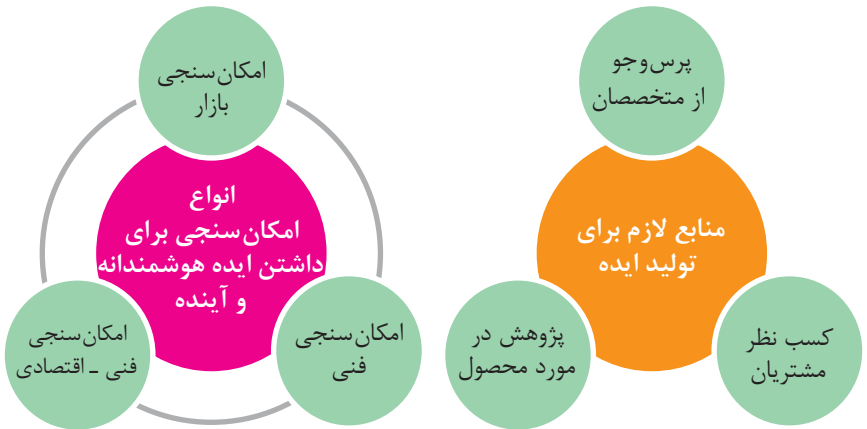 پرس‌وجو
از متخصصان
منابع لازم برای
تولید ایده
کسب نظر
مشتریان
پژوهش در
مورد محصول
امکان‌سنجی
بازار
انواع
امکان‌سنجی برای
داشتن ایده هوشمندانه
و آینده
امکان‌سنجی
فنی
امکان‌سنجی
فنی ـ اقتصادی